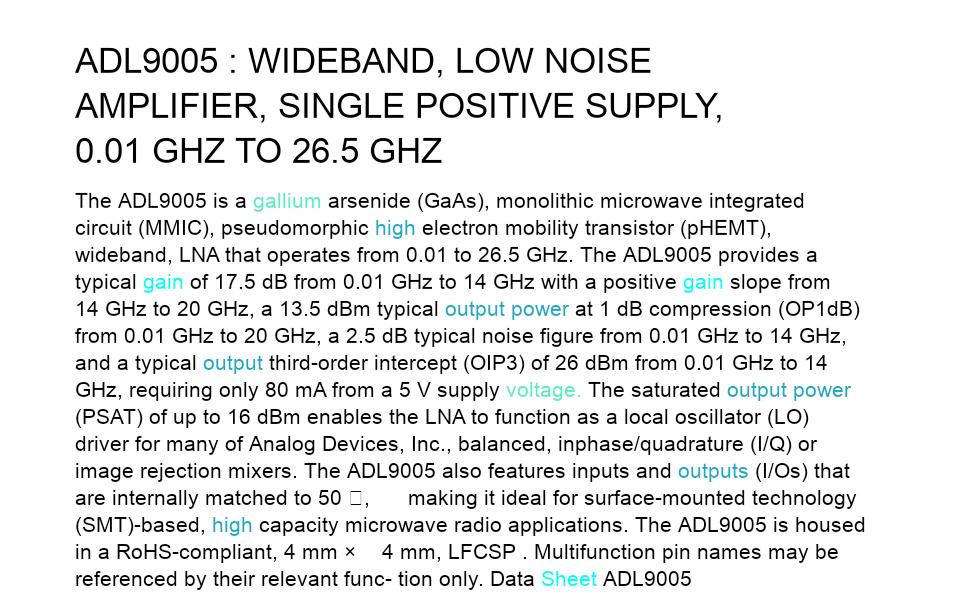 ADL9005 : WIDEBAND, LOW NOISE
AMPLIFIER, SINGLE POSITIVE SUPPLY,
0.01 GHZ TO 26.5 GHZ
The ADL9005 is a gallium arsenide (GaAs), monolithic microwave integrated
circuit (MMIC), pseudomorphic high electron mobility transistor (pHEMT),
wideband, LNA that operates from 0.01 to 26.5 GHz. The ADL9005 provides a
typical gain of 17.5 dB from 0.01 GHz to 14 GHz with a positive gain slope from
14 GHz to 20 GHz, a 13.5 dBm typical output power at 1 dB compression (OP1dB)
from 0.01 GHz to 20 GHz, a 2.5 dB typical noise figure from 0.01 GHz to 14 GHz,
and a typical output third-order intercept (OIP3) of 26 dBm from 0.01 GHz to 14
GHz, requiring only 80 mA from a 5 V supply voltage. The saturated output power
(PSAT) of up to 16 dBm enables the LNA to function as a local oscillator (LO)
driver for many of Analog Devices, Inc., balanced, inphase/quadrature (I/Q) or
image rejection mixers. The ADL9005 also features inputs and outputs (I/Os) that
are internally matched to 50 , making it ideal for surface-mounted technology
(SMT)-based, high capacity microwave radio applications. The ADL9005 is housed
in a RoHS-compliant, 4 mm × 4 mm, LFCSP . Multifunction pin names may be
referenced by their relevant func- tion only. Data Sheet ADL9005